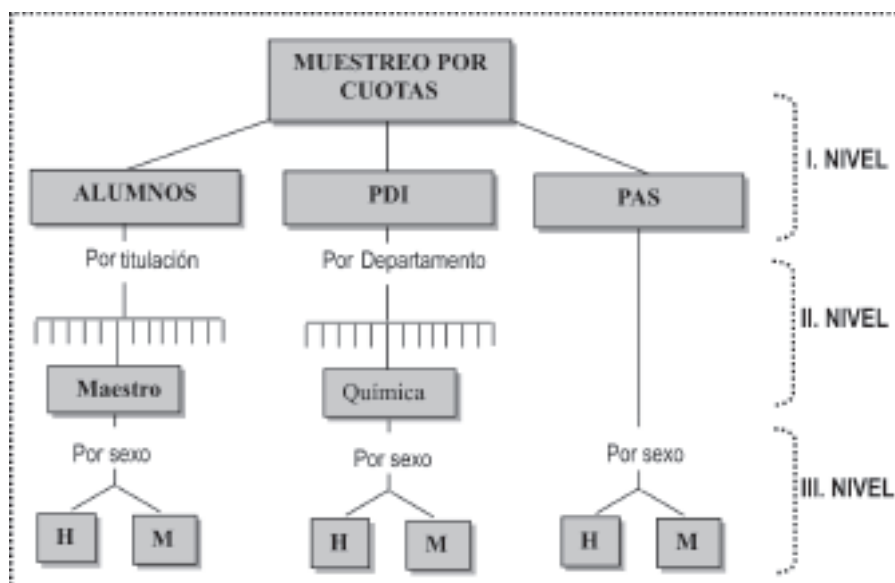 MUESTREO POR
CUOTAS
I. NIVEL
ALUMNOS
PDI
PAS
Por titulación
Por Departamento
II. NIVEL
Maestro
Química
Por sexo
Por sexo
Por sexo
III. NIVEL
H
M
H
M
H
M